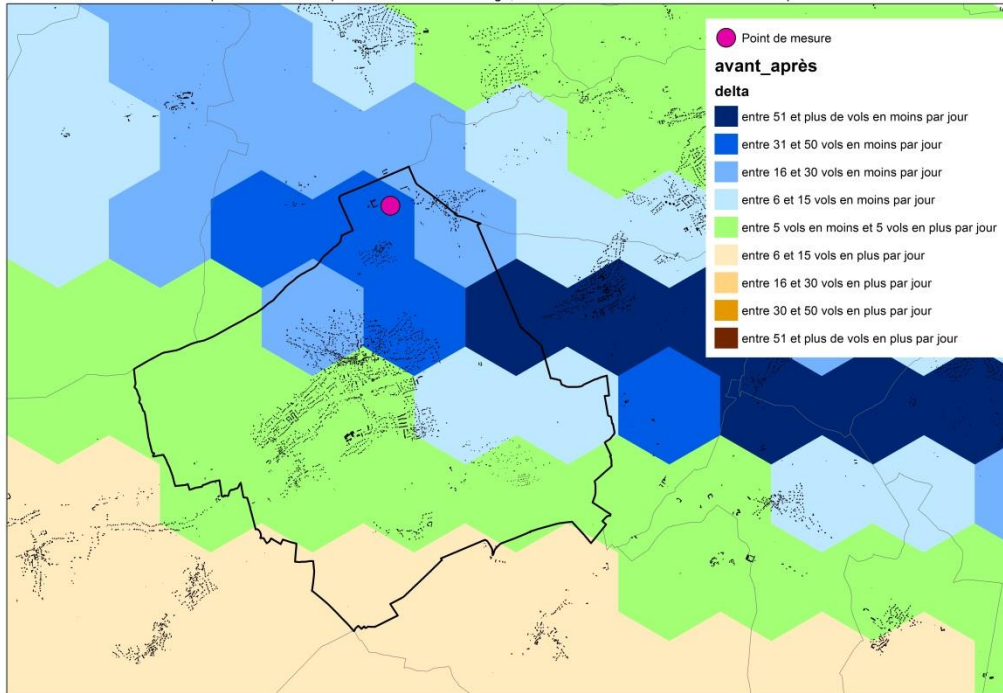 Point de mesure
avant_après
delta
entre 51 et plus de vols en moins par jour
entre 31 et 50 vols en moins par jour
entre 16 et 30 vols en moins par jour
entre 6 et 15 vols en moins par jour
entre 5 vols en moins et 5 vols en plus par jour
entre 6 et 15 vols en plus par jour
entre 16 et 30 vols en plus par jour
entre 30 et 50 vols en plus par jour
entre 51 et plus de vols en plus par jour